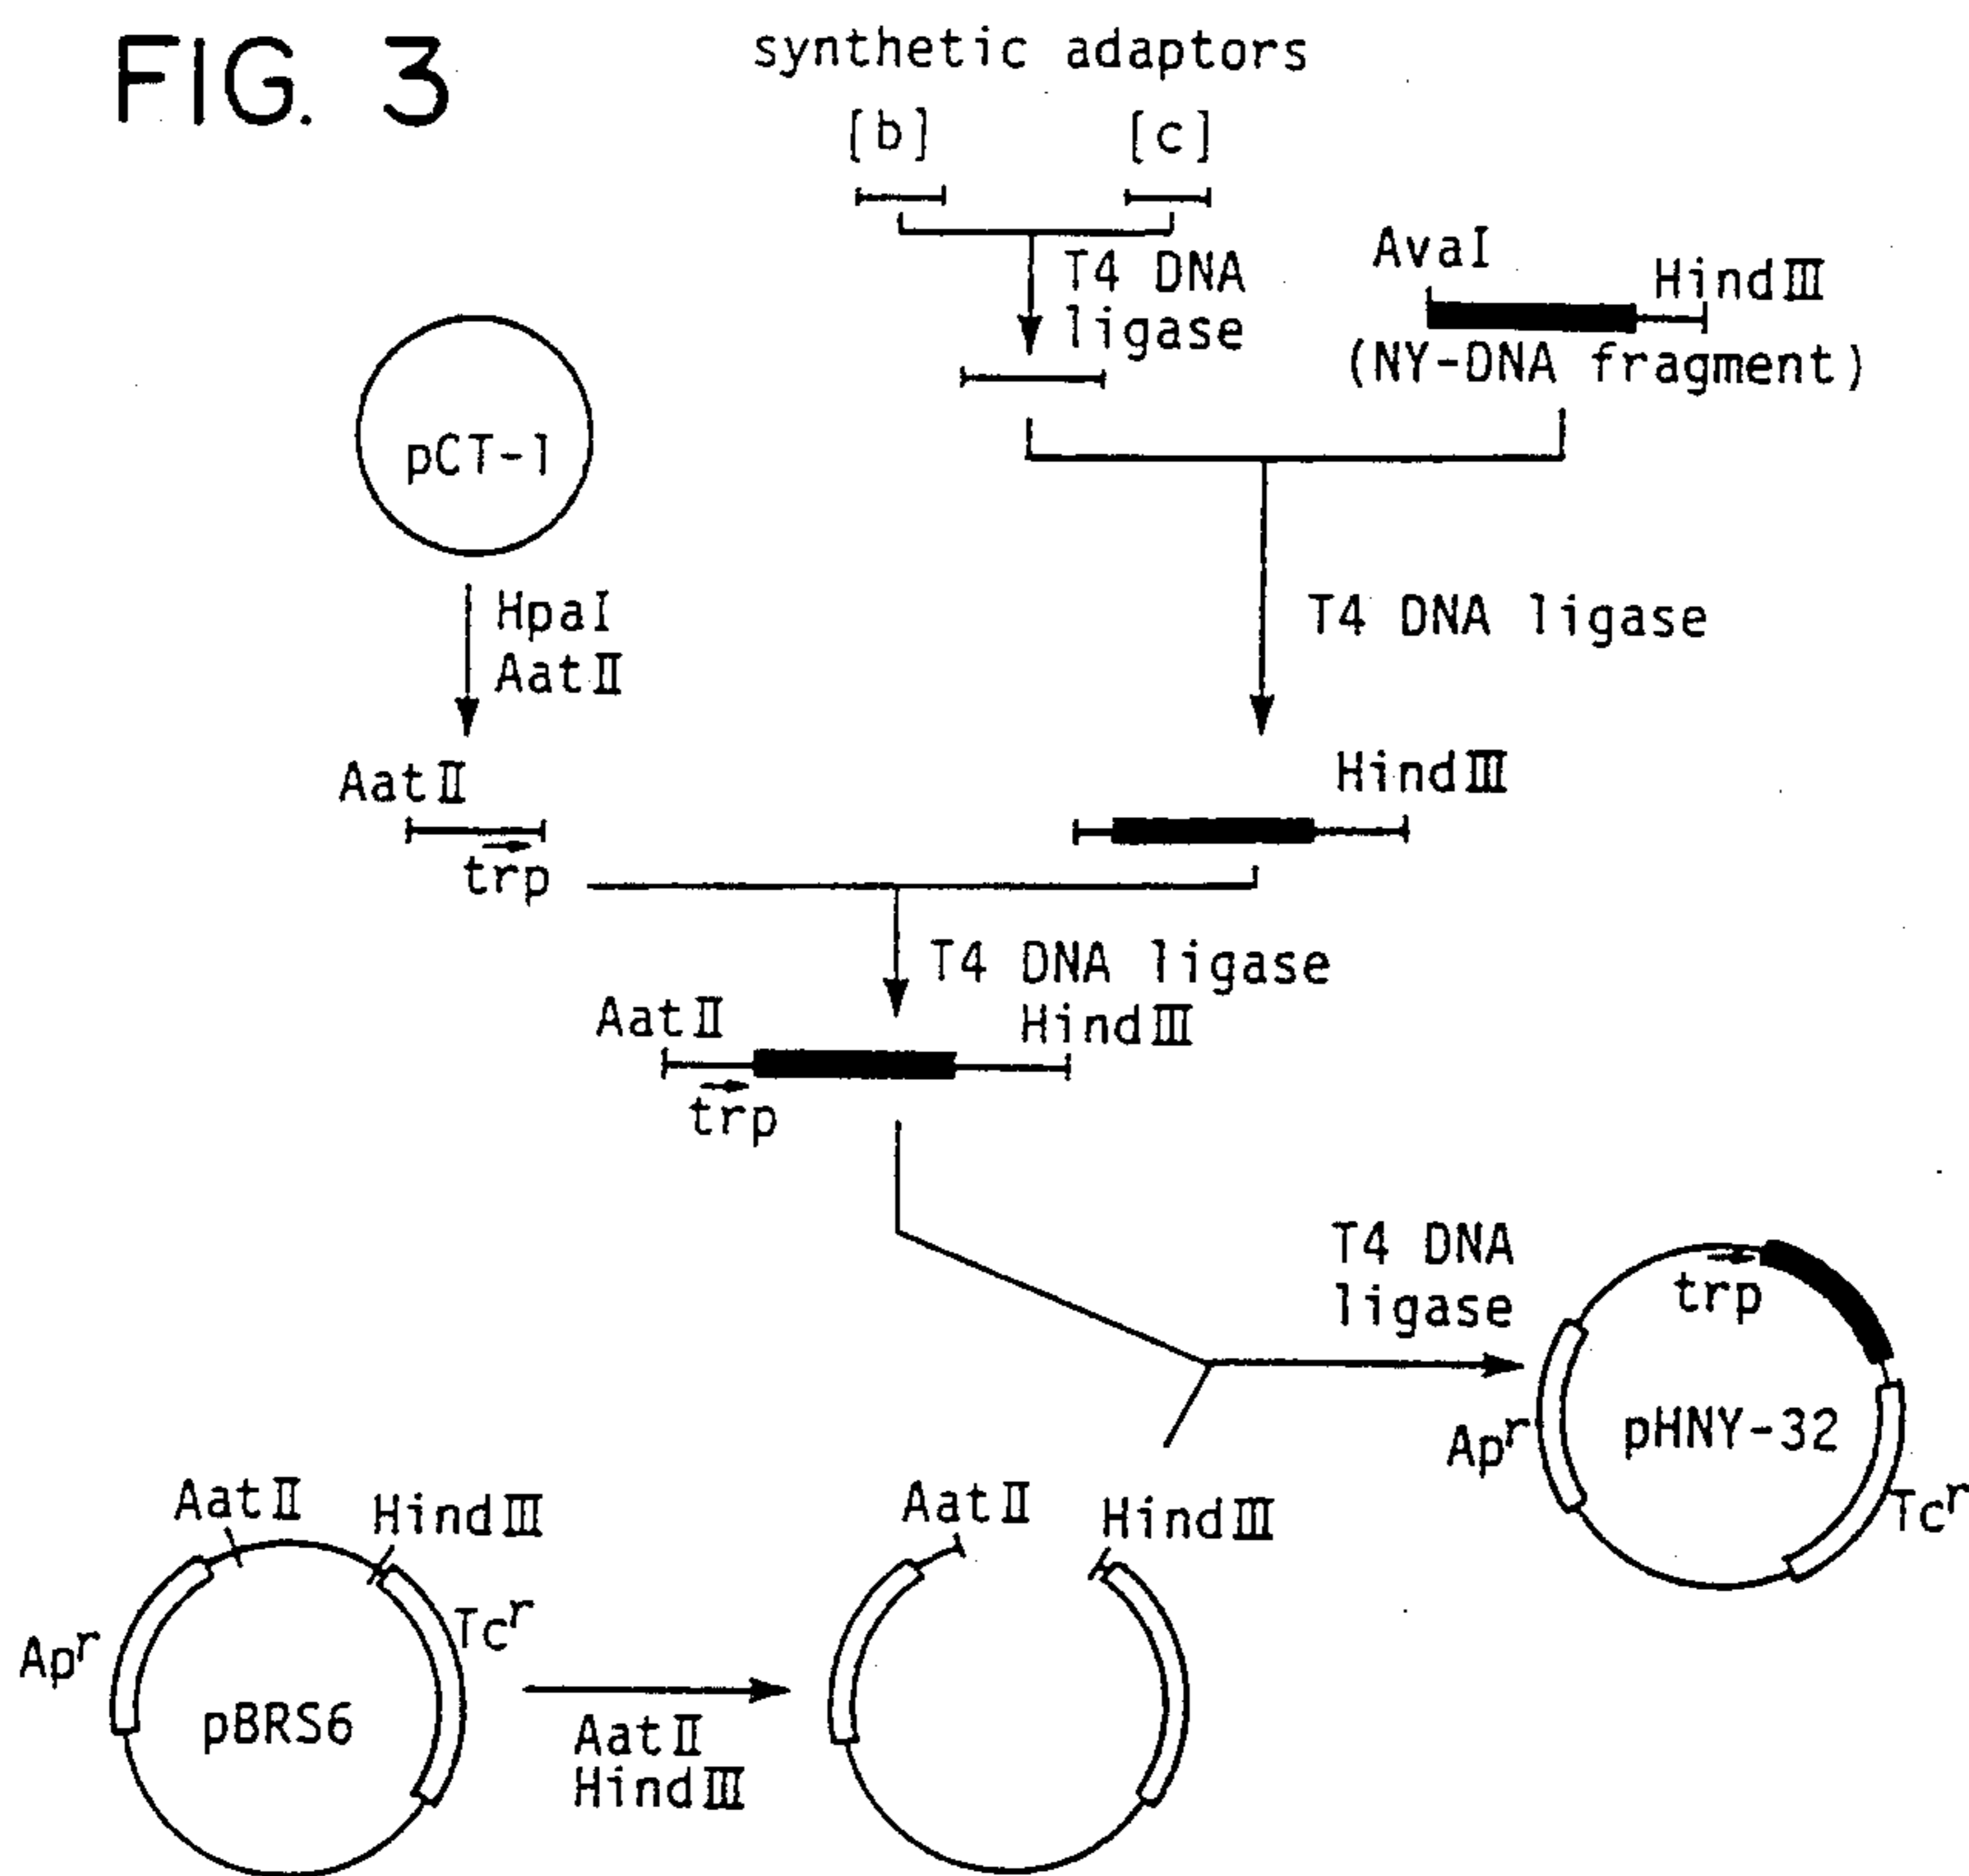 FIG. 3
synthetic adaptors
[b] [c]
T4 DNA
ligase
AvaI
HindⅢ
(NY-DNA fragment)
pCT-1
HpaI
AatⅡ
T4 DNA ligase
AatⅡ
trp
HindⅢ
T4 DNA ligase
AatⅡ
HindⅢ
trp
T4 DNA
ligase
trp
Apr
pHNY-32
Tcr
AatⅡ
HindⅢ
Apr
Tcr
pBRS6
AatⅡ
HindⅢ
AatⅡ
HindⅢ